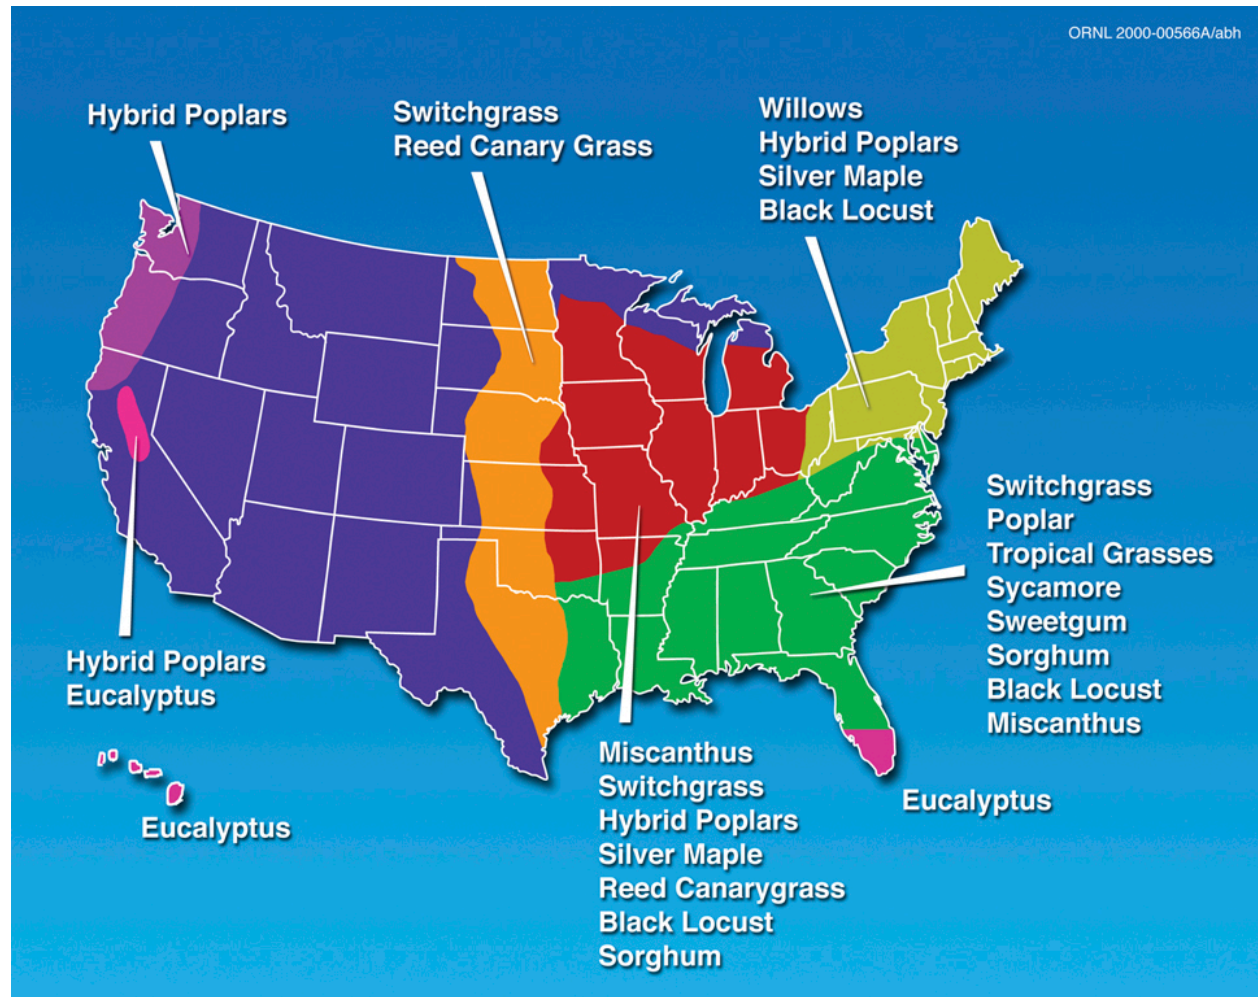 ORNL 2000-00566A/abh
Hybrid Poplars
Switchgrass
Reed Canary Grass
Willows
Hybrid Poplars
Silver Maple
Black Locust
Switchgrass
Poplar
Tropical Grasses
Sycamore
Sweetgum
Sorghum
Black Locust
Miscanthus
Hybrid Poplars
Eucalyptus
Miscanthus
Switchgrass
Hybrid Poplars
Silver Maple
Reed Canarygrass
Black Locust
Sorghum
Eucalyptus
Eucalyptus